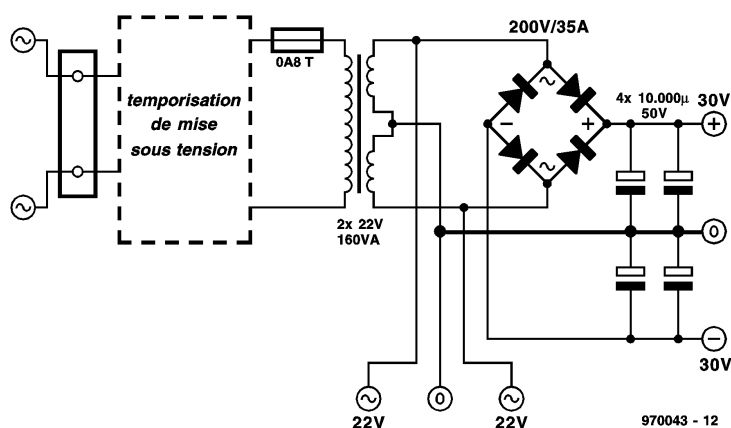 200V/35A
0A8 T
temporisation
de mise
sous tension
4x 10.000µ
50V
30V
+
-
+
0
2x 22V
160VA
-
30V
0
22V
22V
970043 - 12